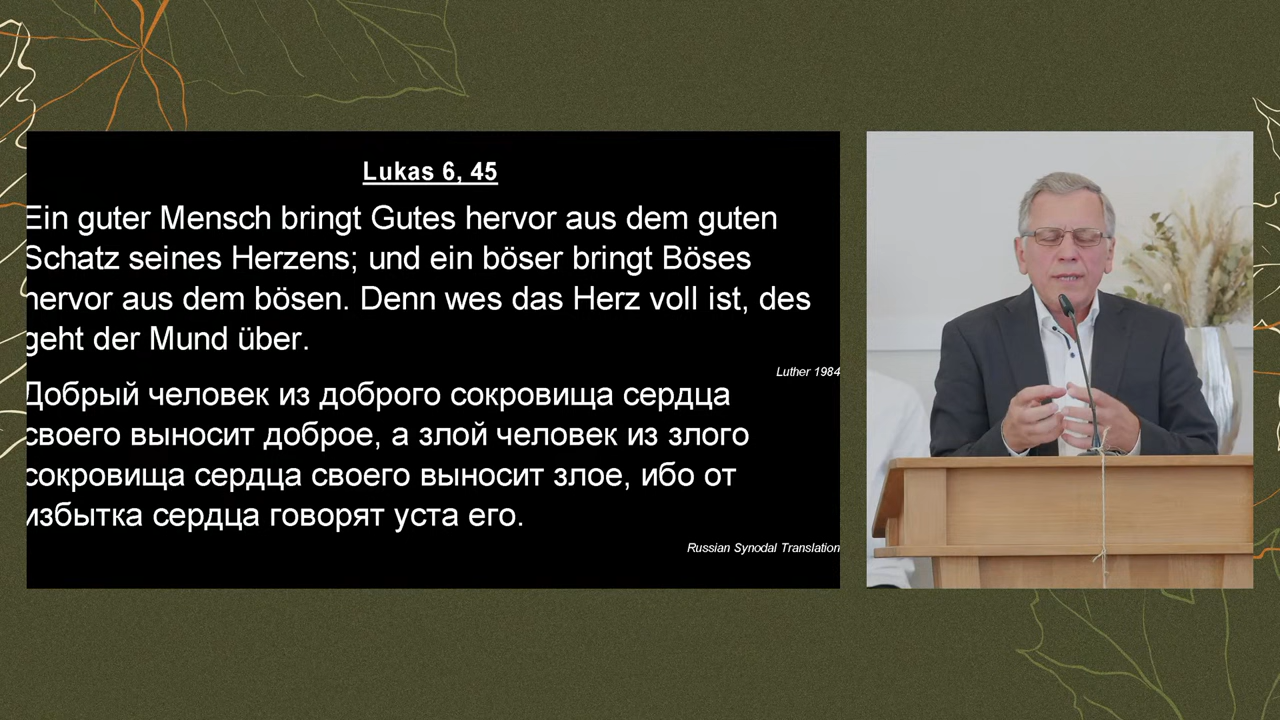 Lukas 6, 45
Ein guter Mensch bringt Gutes hervor aus dem guten
Schatz seines Herzens; und ein böser bringt Böses
hervor aus dem bösen. Denn wes das Herz voll ist, des
geht der Mund über.
Luther 1984
Добрый человек из доброго сокровища сердца
своего выносит доброе, а злой человек из злого
сокровища сердца своего выносит злое, ибо от
избытка сердца говорят уста его.
Russian Synodal Translation